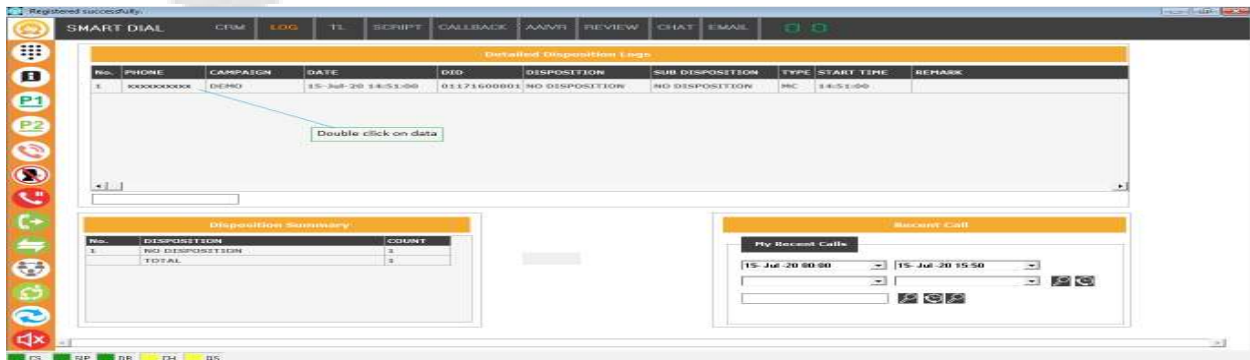 Registered successfully.
SMART DIAL CRM LOG TL SCRIPT CALLBACK AAIVR REVIEW CHAT EMAIL
Detailed Disposition Logs
No. PHONE CAMPAIGN DATE DID DISPOSITION SUB DISPOSITION TYPE START TIME REMARK
1 xxxxxxxxxx DEMO 15-Jul-20 14:51:00 01171600801 NO DISPOSITION NO DISPOSITION MC 14:51:00
Double click on data
P1
P2
Disposition Summary
No. DISPOSITION COUNT
1 NO DISPOSITION 1
TOTAL 1
Recent Call
My Recent Calls
15- Jul -20 00:00 15- Jul -20 15:50
CS SIP DB CH